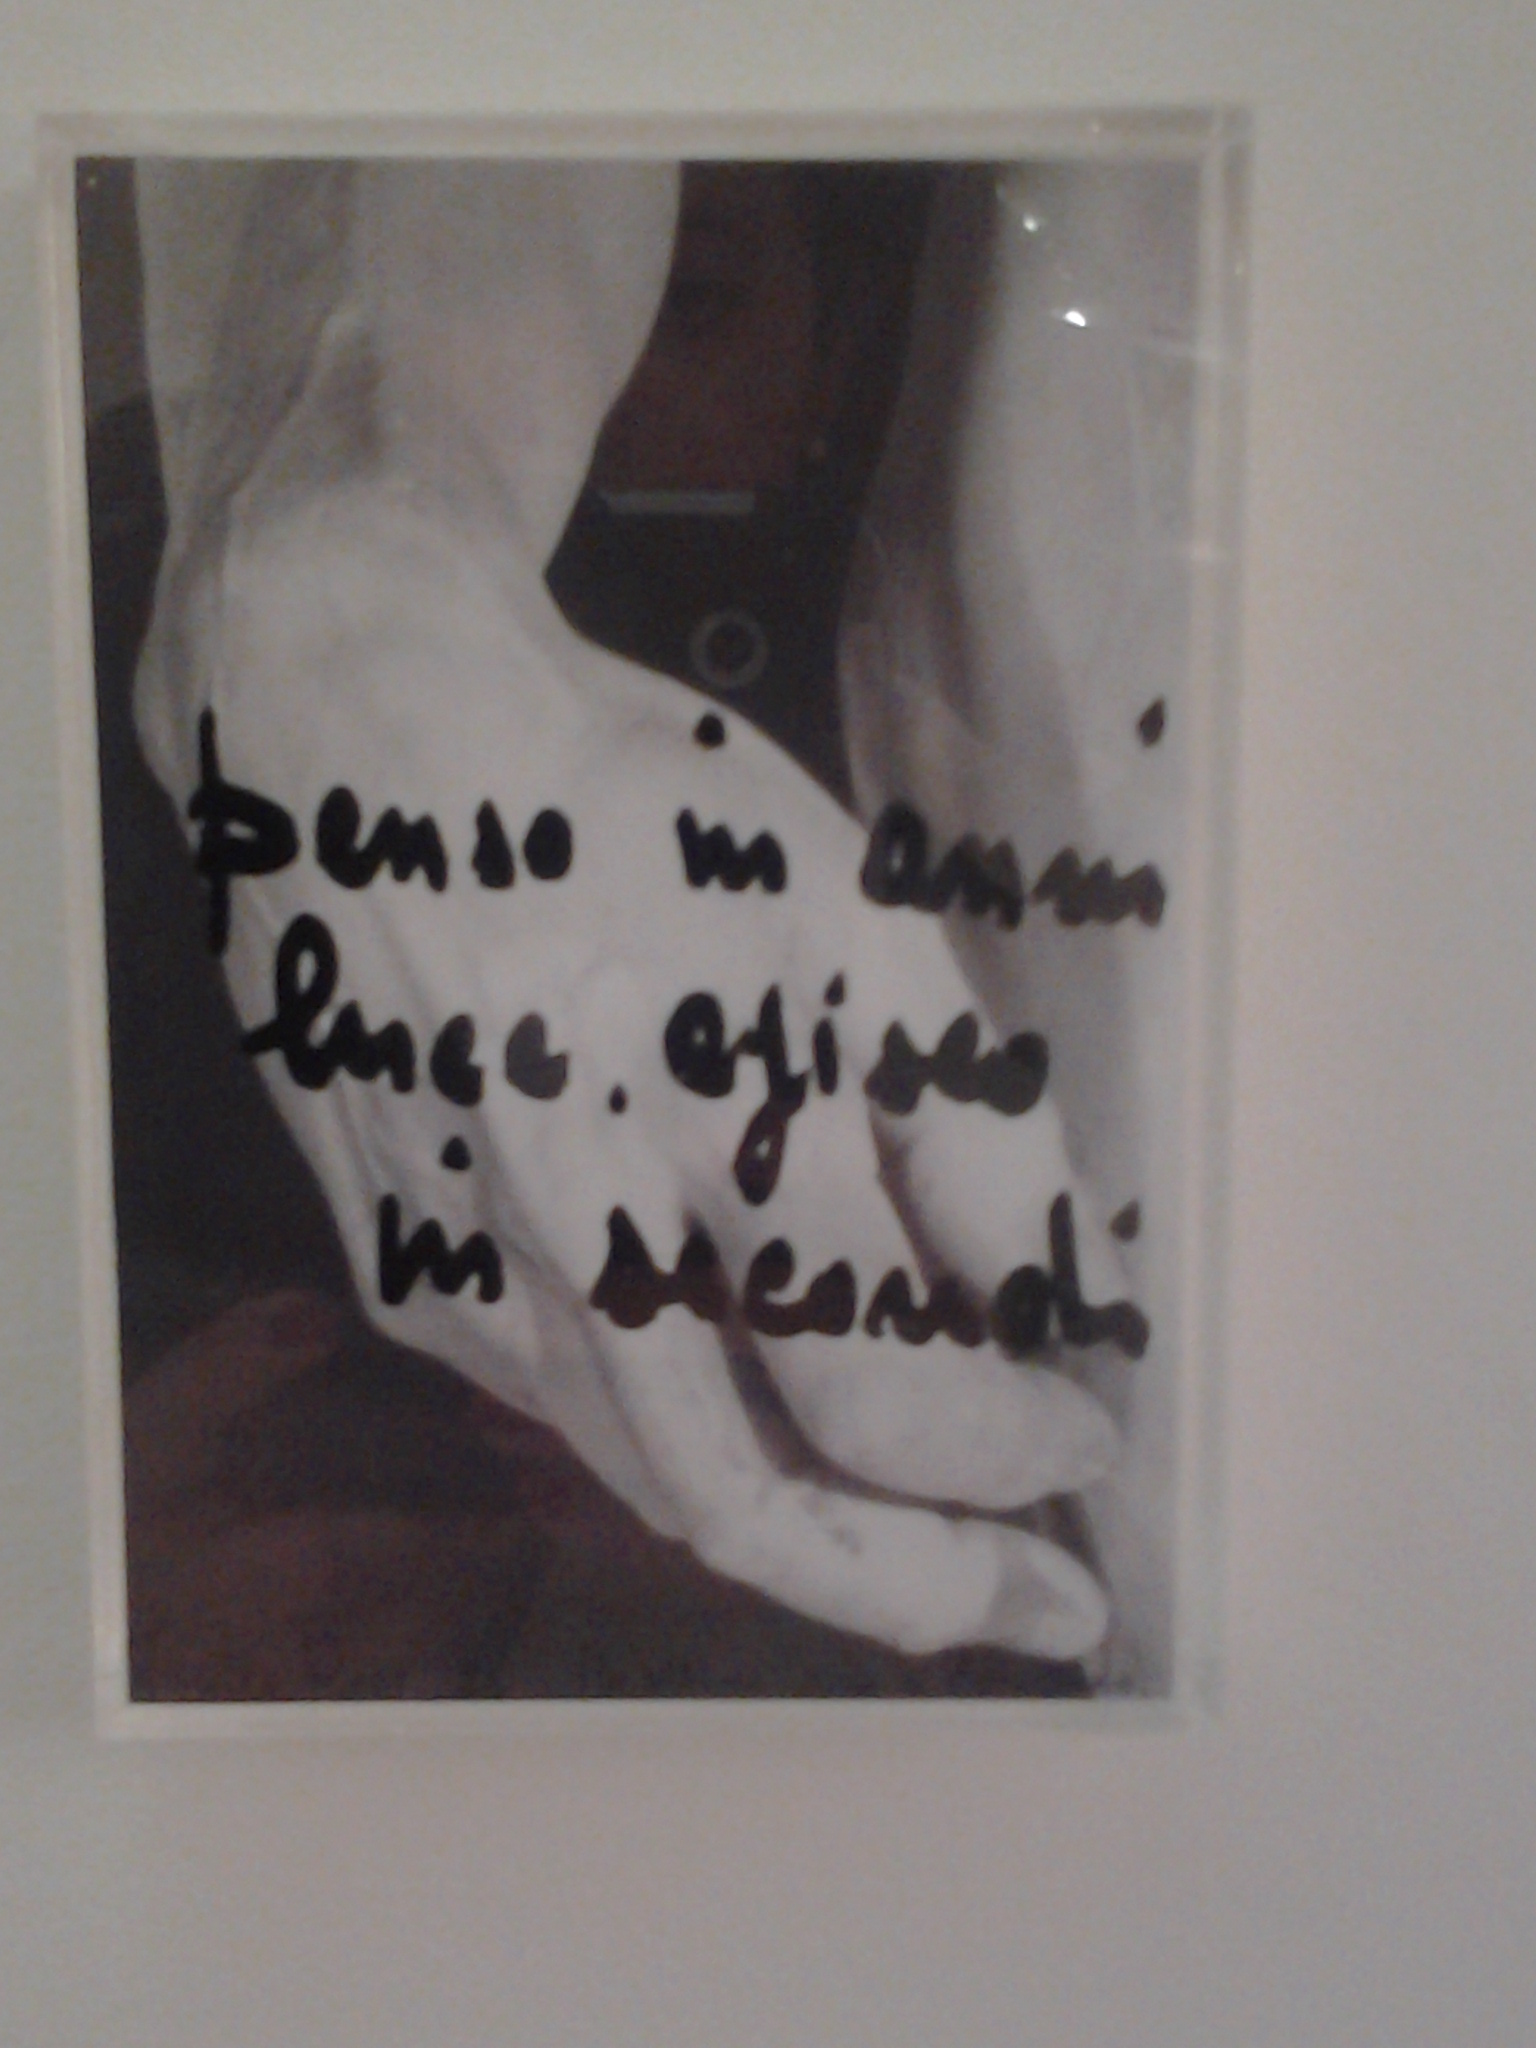 penso in anni
luce. agisco
in secondi